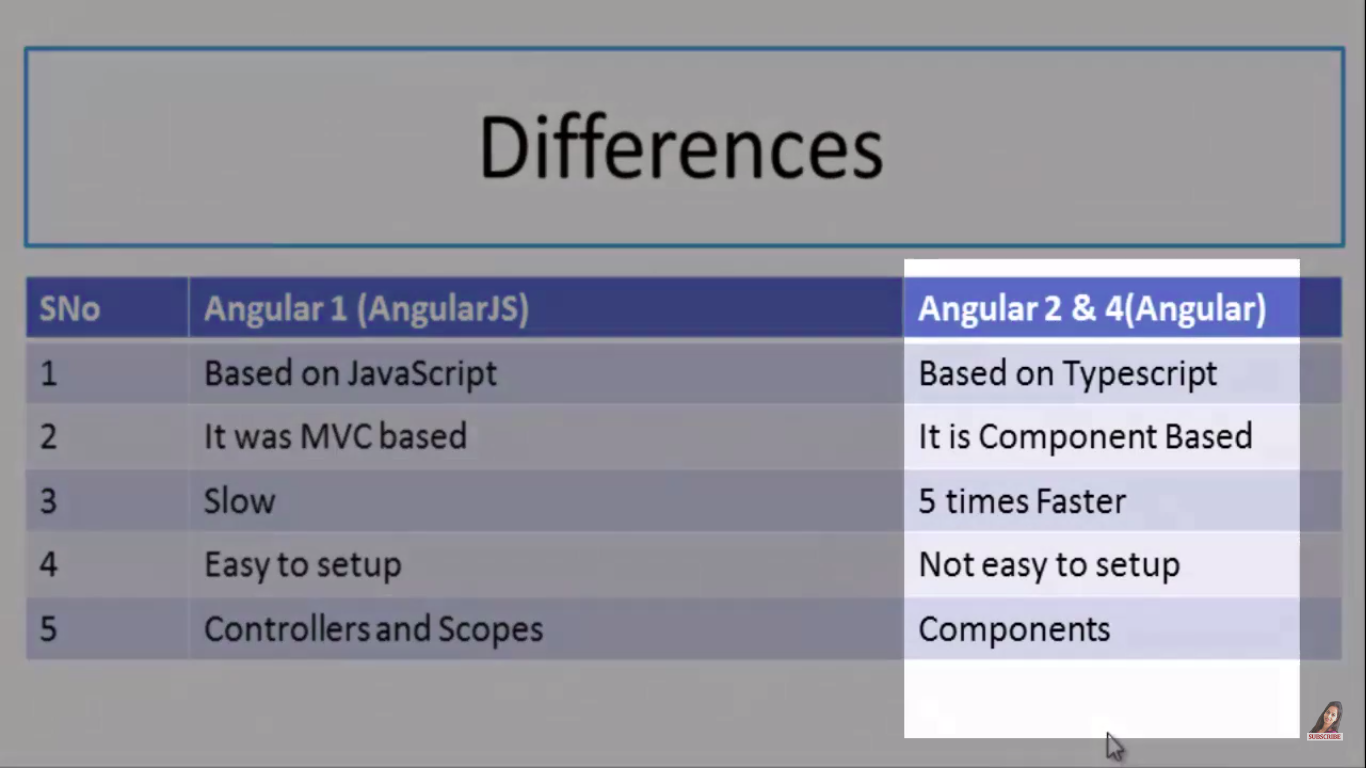 Differences
SNo Angular 1 (AngularJS) Angular 2 & 4(Angular)
1 Based on JavaScript Based on Typescript
2 It was MVC based It is Component Based
3 Slow 5 times Faster
4 Easy to setup Not easy to setup
5 Controllers and Scopes Components
SUBSCRIBE